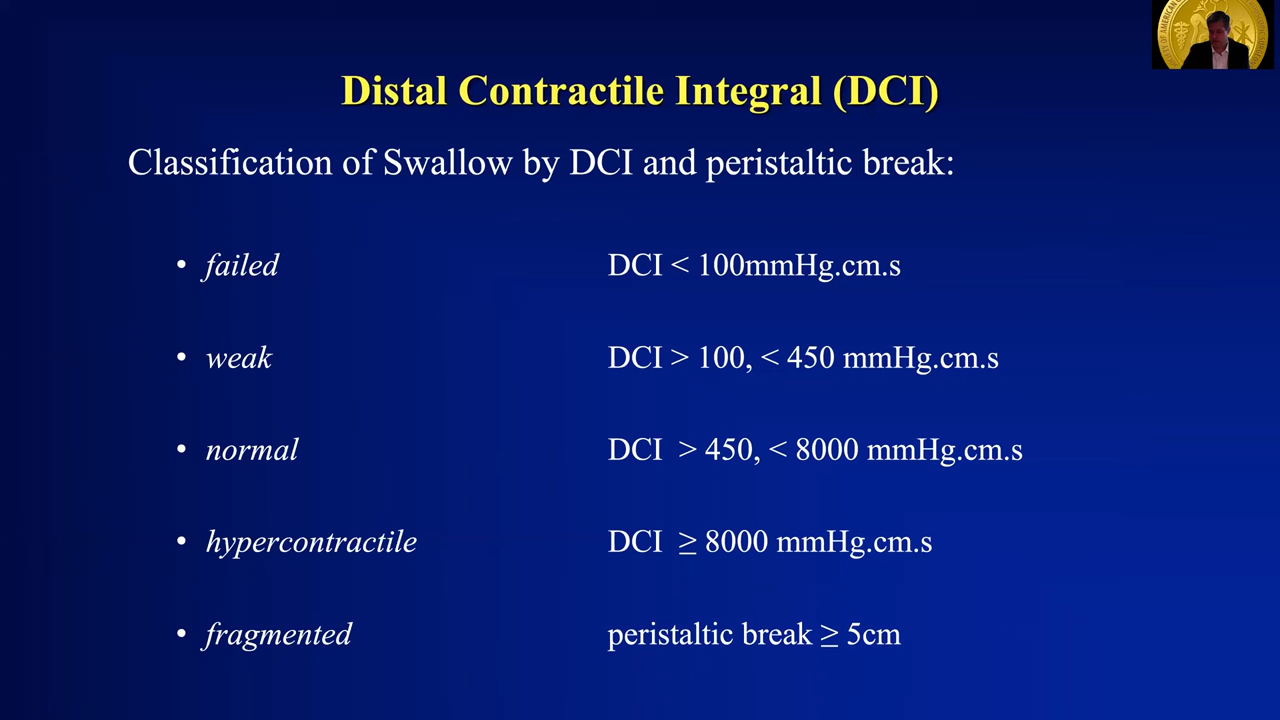 Distal Contractile Integral (DCI)
Classification of Swallow by DCI and peristaltic break:
• failed DCI < 100mmHg.cm.s
• weak DCI > 100, < 450 mmHg.cm.s
• normal DCI > 450, < 8000 mmHg.cm.s
• hypercontractile DCI ≥ 8000 mmHg.cm.s
• fragmented peristaltic break ≥ 5cm